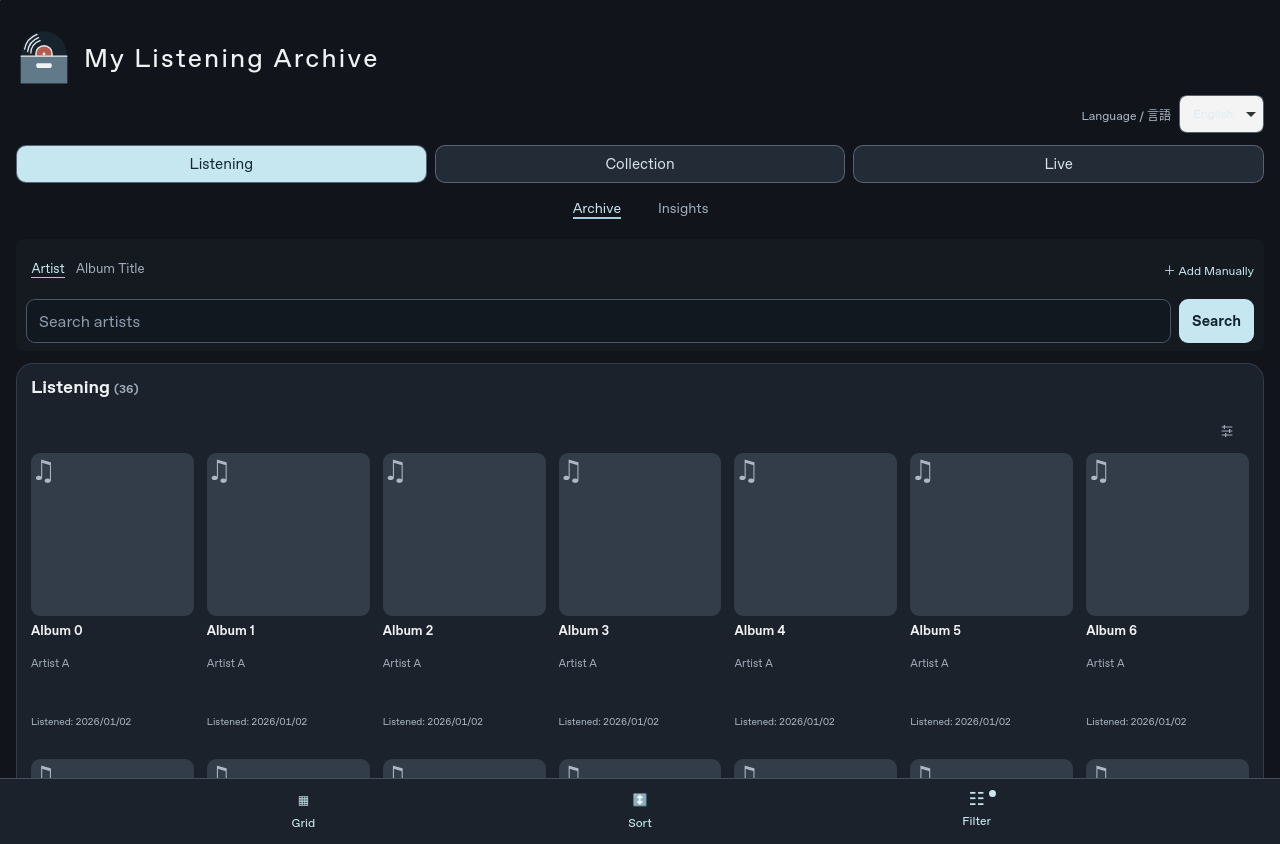 My Listening Archive
Language / 言語 English
Listening Collection Live
Archive Insights
Artist Album Title + Add Manually
Search artists Search
Listening (36)
Album 0 Album 1 Album 2 Album 3 Album 4 Album 5 Album 6
Artist A Artist A Artist A Artist A Artist A Artist A Artist A
Listened: 2026/01/02 Listened: 2026/01/02 Listened: 2026/01/02 Listened: 2026/01/02 Listened: 2026/01/02 Listened: 2026/01/02 Listened: 2026/01/02
Grid Sort Filter